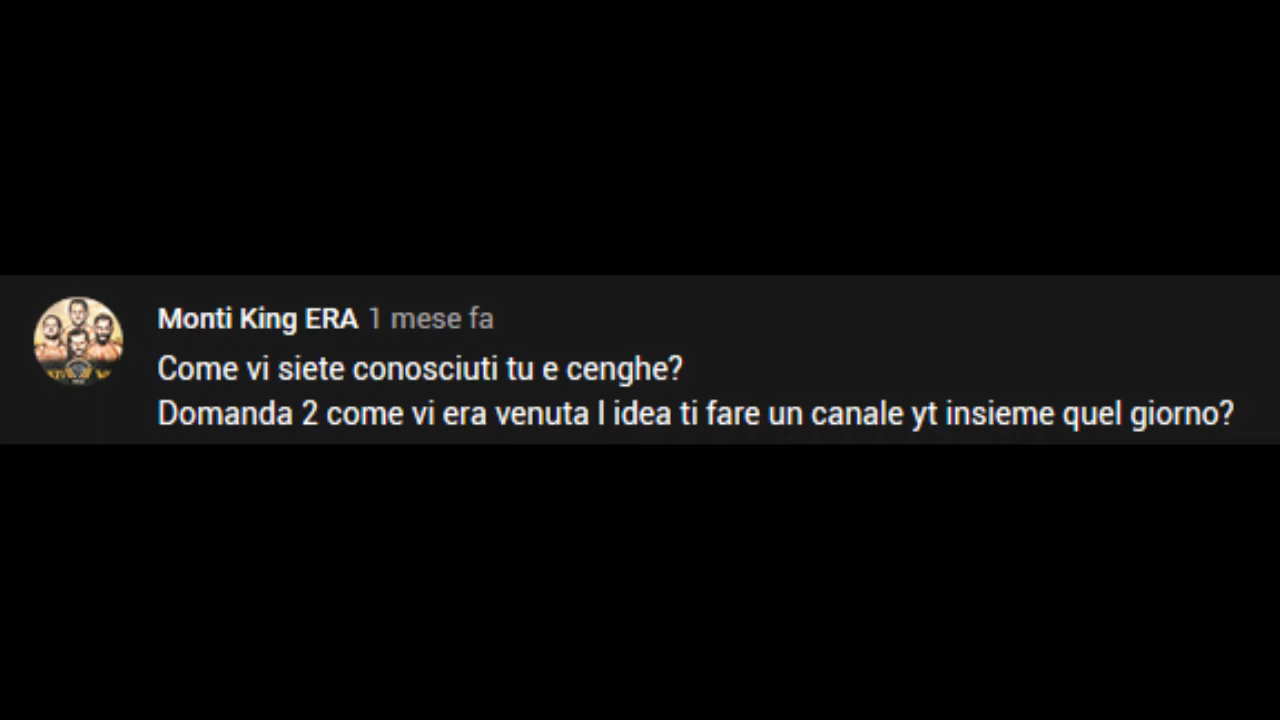 Monti King ERA 1 mese fa
Come vi siete conosciuti tu e cenghe?
Domanda 2 come vi era venuta l idea ti fare un canale yt insieme quel giorno?